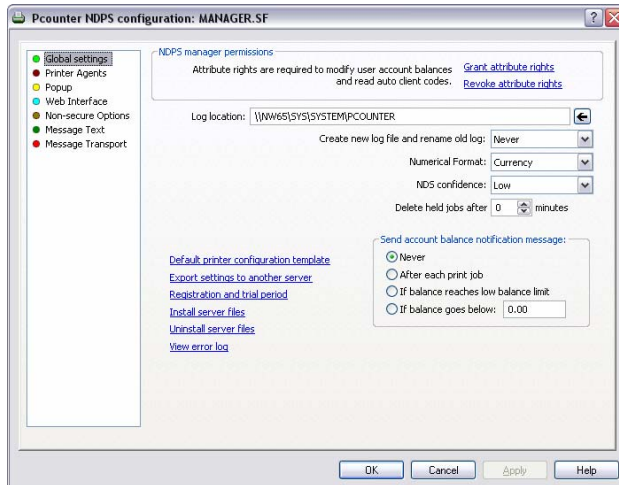 Pcounter NDPS configuration: MANAGER.SF
Global settings
Printer Agents
Popup
Web Interface
Non-secure Options
Message Text
Message Transport
NDPS manager permissions
Attribute rights are required to modify user account balances
and read auto client codes.
Grant attribute rights
Revoke attribute rights
Log location: \\NW65\SYS\SYSTEM\PCOUNTER
Create new log file and rename old log: Never
Numerical Format: Currency
NDS confidence: Low
Delete held jobs after 0 minutes
Send account balance notification message:
Never
After each print job
If balance reaches low balance limit
If balance goes below: 0.00
Default printer configuration template
Export settings to another server
Registration and trial period
Install server files
Uninstall server files
View error log
OK Cancel Apply Help